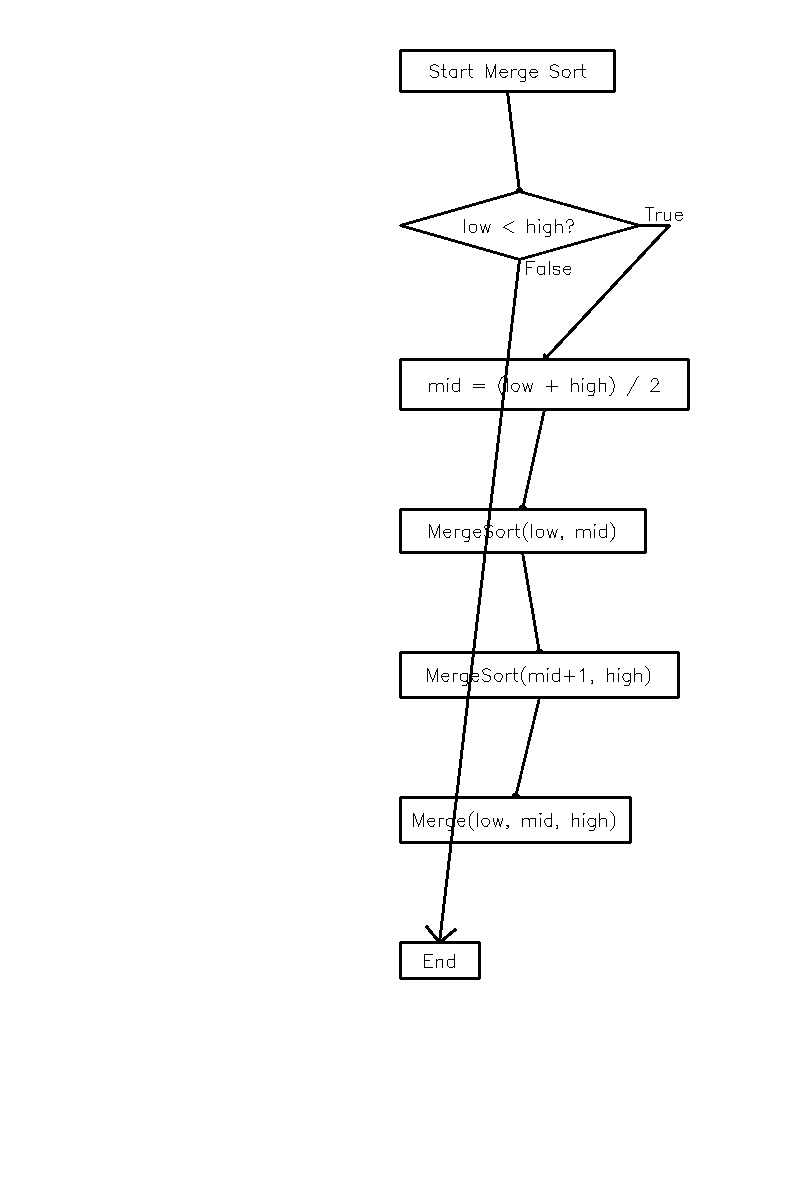 Start Merge Sort
low < high?
True
False
mid = (low + high) / 2
MergeSort(low, mid)
MergeSort(mid+1, high)
Merge(low, mid, high)
End